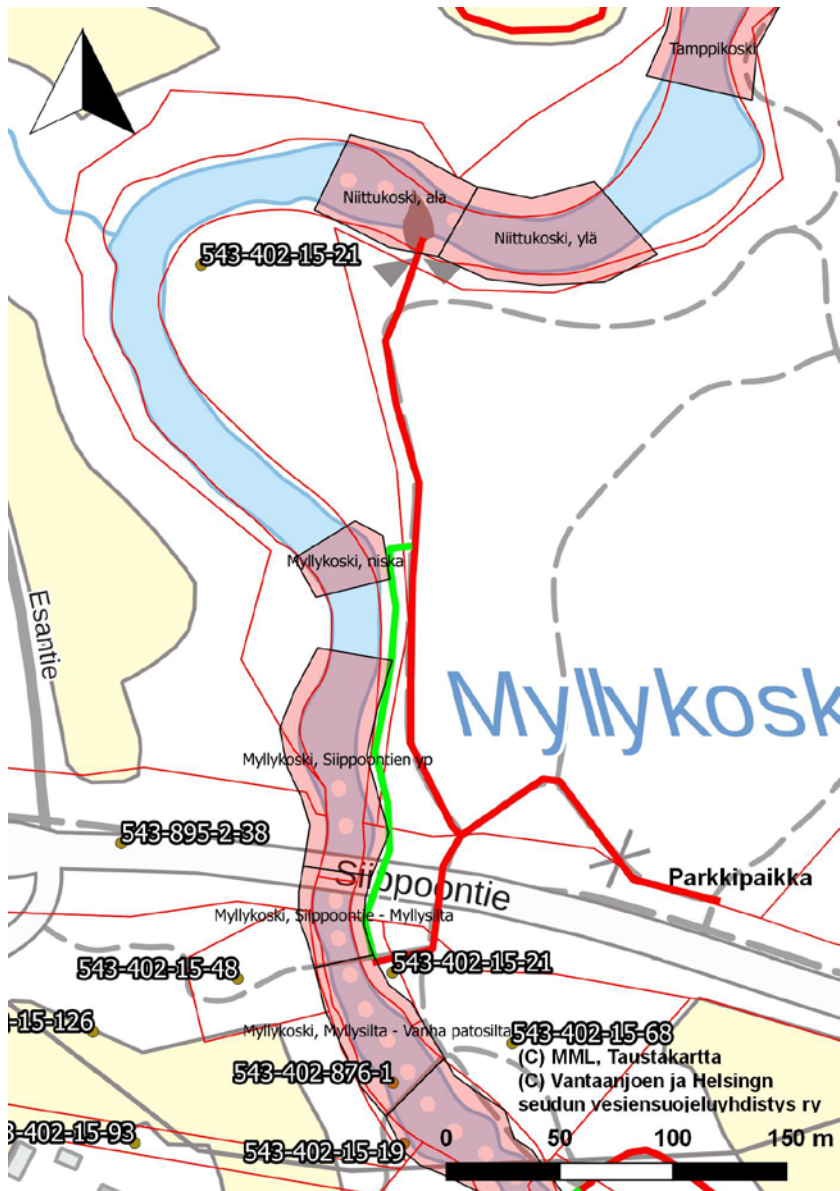 Tamppikoski
Niittukoski, ala
Niittukoski, ylä
543-402-15-21
Myllykoski, niska
Esantie
Myllykosk
Myllykoski, Siippoontien yp
543-895-2-38
Siippoontie
Parkkipaikka
Myllykoski, Siippoontie - Myllysilta
543-402-15-48
543-402-15-21
-15-126
Myllykoski, Myllysilta - Vanha patosilta
543-402-15-68
(C) MML, Taustakartta
(C) Vantaanjoen ja Helsingn
seudun vesiensuojeluyhdistys ry
543-402-876-1
3-402-15-93
543-402-15-19
0 50 100 150 m